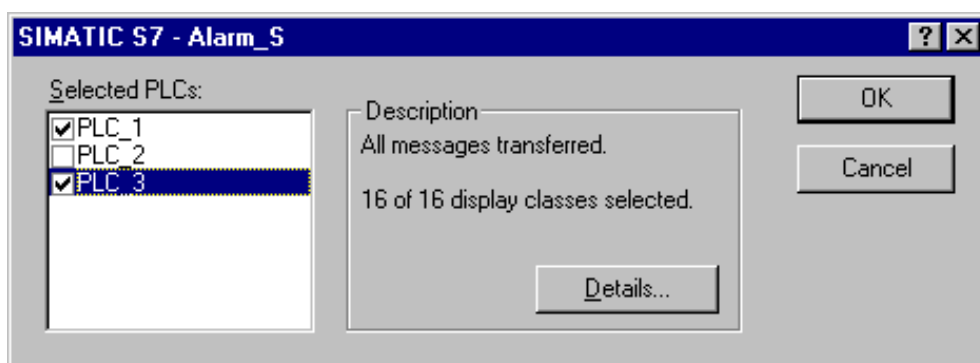 SIMATIC S7 - Alarm_S
Selected PLCs:
PLC_1
PLC_2
PLC_3
Description
All messages transferred.
16 of 16 display classes selected.
Details...
OK
Cancel